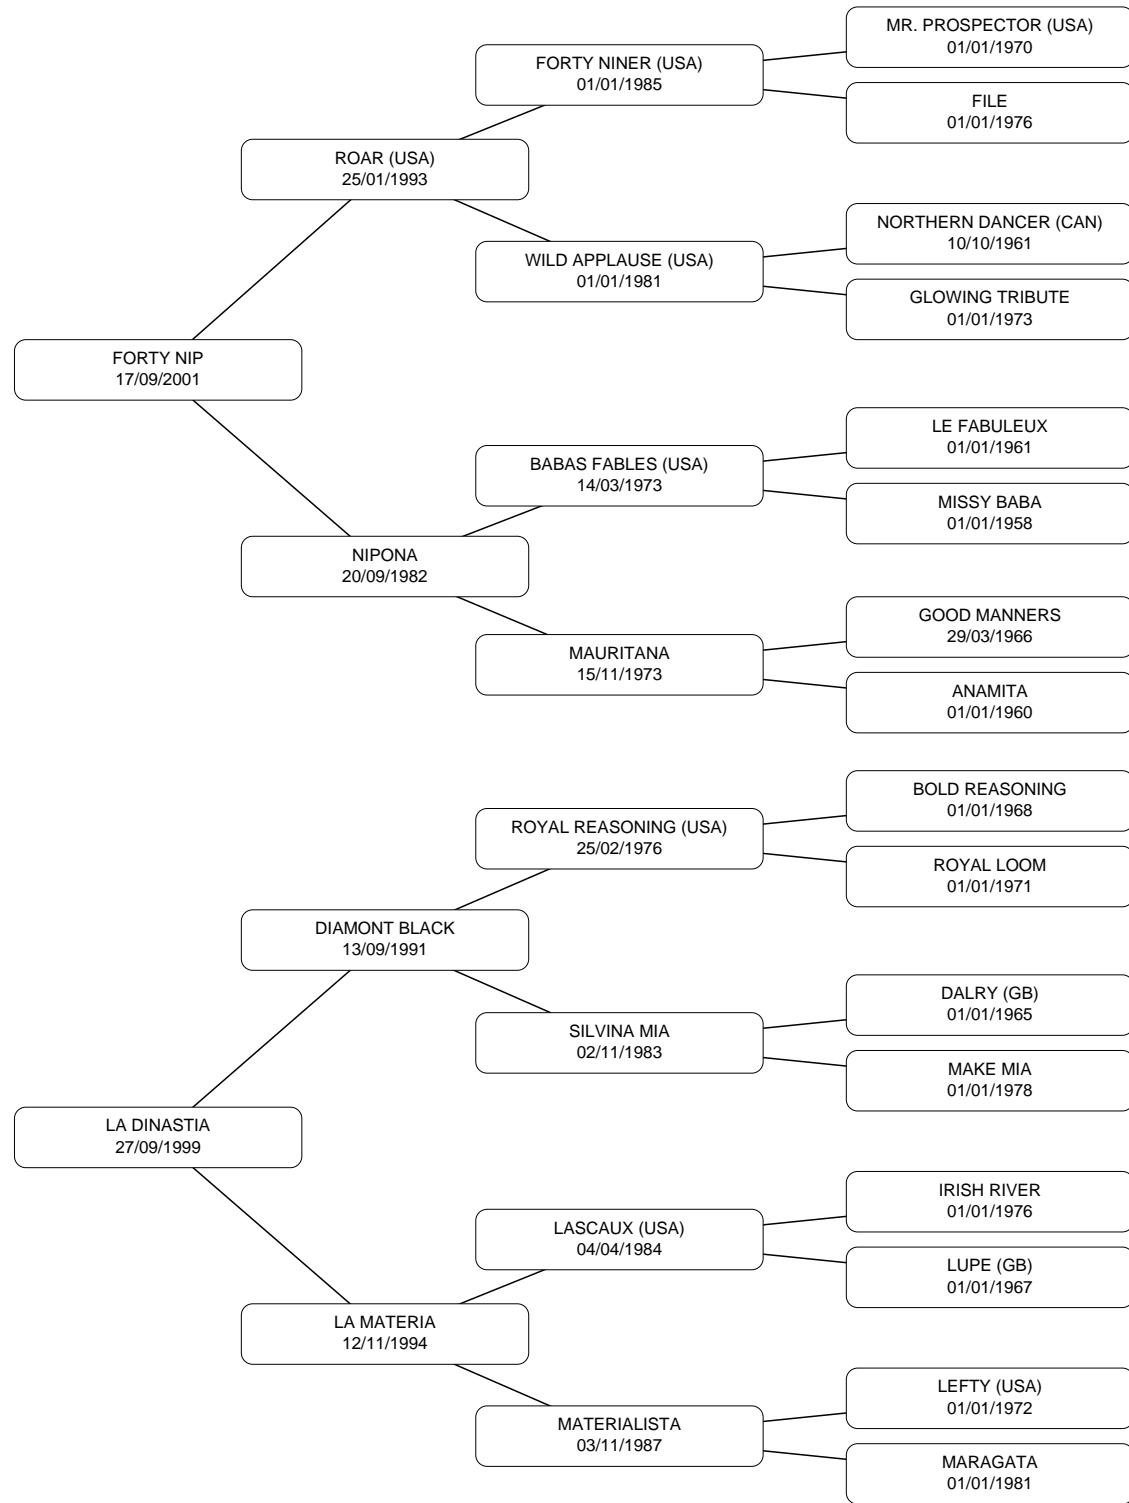 MR. PROSPECTOR (USA)
01/01/1970
FORTY NINER (USA)
01/01/1985
FILE
01/01/1976
ROAR (USA)
25/01/1993
NORTHERN DANCER (CAN)
10/10/1961
WILD APPLAUSE (USA)
01/01/1981
GLOWING TRIBUTE
01/01/1973
FORTY NIP
17/09/2001
LE FABULEUX
01/01/1961
BABAS FABLES (USA)
14/03/1973
MISSY BABA
01/01/1958
NIPONA
20/09/1982
GOOD MANNERS
29/03/1966
MAURITANA
15/11/1973
ANAMITA
01/01/1960
BOLD REASONING
01/01/1968
ROYAL REASONING (USA)
25/02/1976
ROYAL LOOM
01/01/1971
DIAMONT BLACK
13/09/1991
DALRY (GB)
01/01/1965
SILVINA MIA
02/11/1983
MAKE MIA
01/01/1978
LA DINASTIA
27/09/1999
IRISH RIVER
01/01/1976
LASCAUX (USA)
04/04/1984
LUPE (GB)
01/01/1967
LA MATERIA
12/11/1994
LEFTY (USA)
01/01/1972
MATERIALISTA
03/11/1987
MARAGATA
01/01/1981